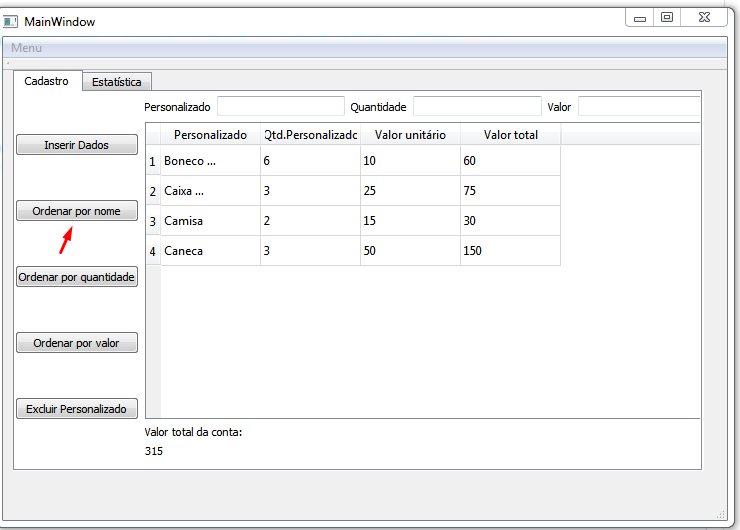 MainWindow
Menu
Cadastro Estatística
Personalizado Quantidade Valor
Inserir Dados
Ordenar por nome
Ordenar por quantidade
Ordenar por valor
Excluir Personalizado
Personalizado Qtd.Personalizado Valor unitário Valor total
1 Boneco ... 6 10 60
2 Caixa ... 3 25 75
3 Camisa 2 15 30
4 Caneca 3 50 150
Valor total da conta:
315